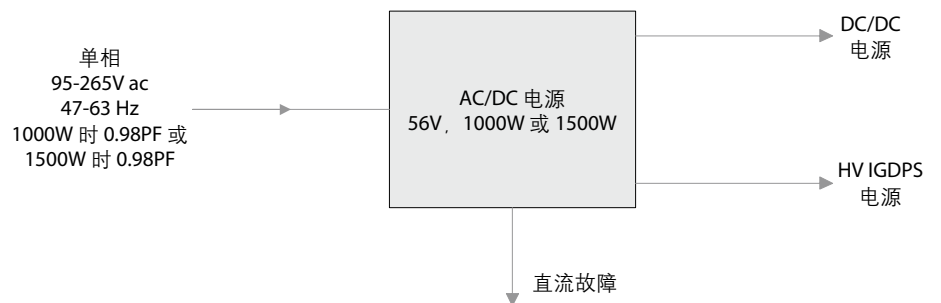 单相
95-265V ac
47-63 Hz
1000W 时 0.98PF 或
1500W 时 0.98PF
AC/DC 电源
56V，1000W 或 1500W
DC/DC
电源
HV IGDPS
电源
直流故障